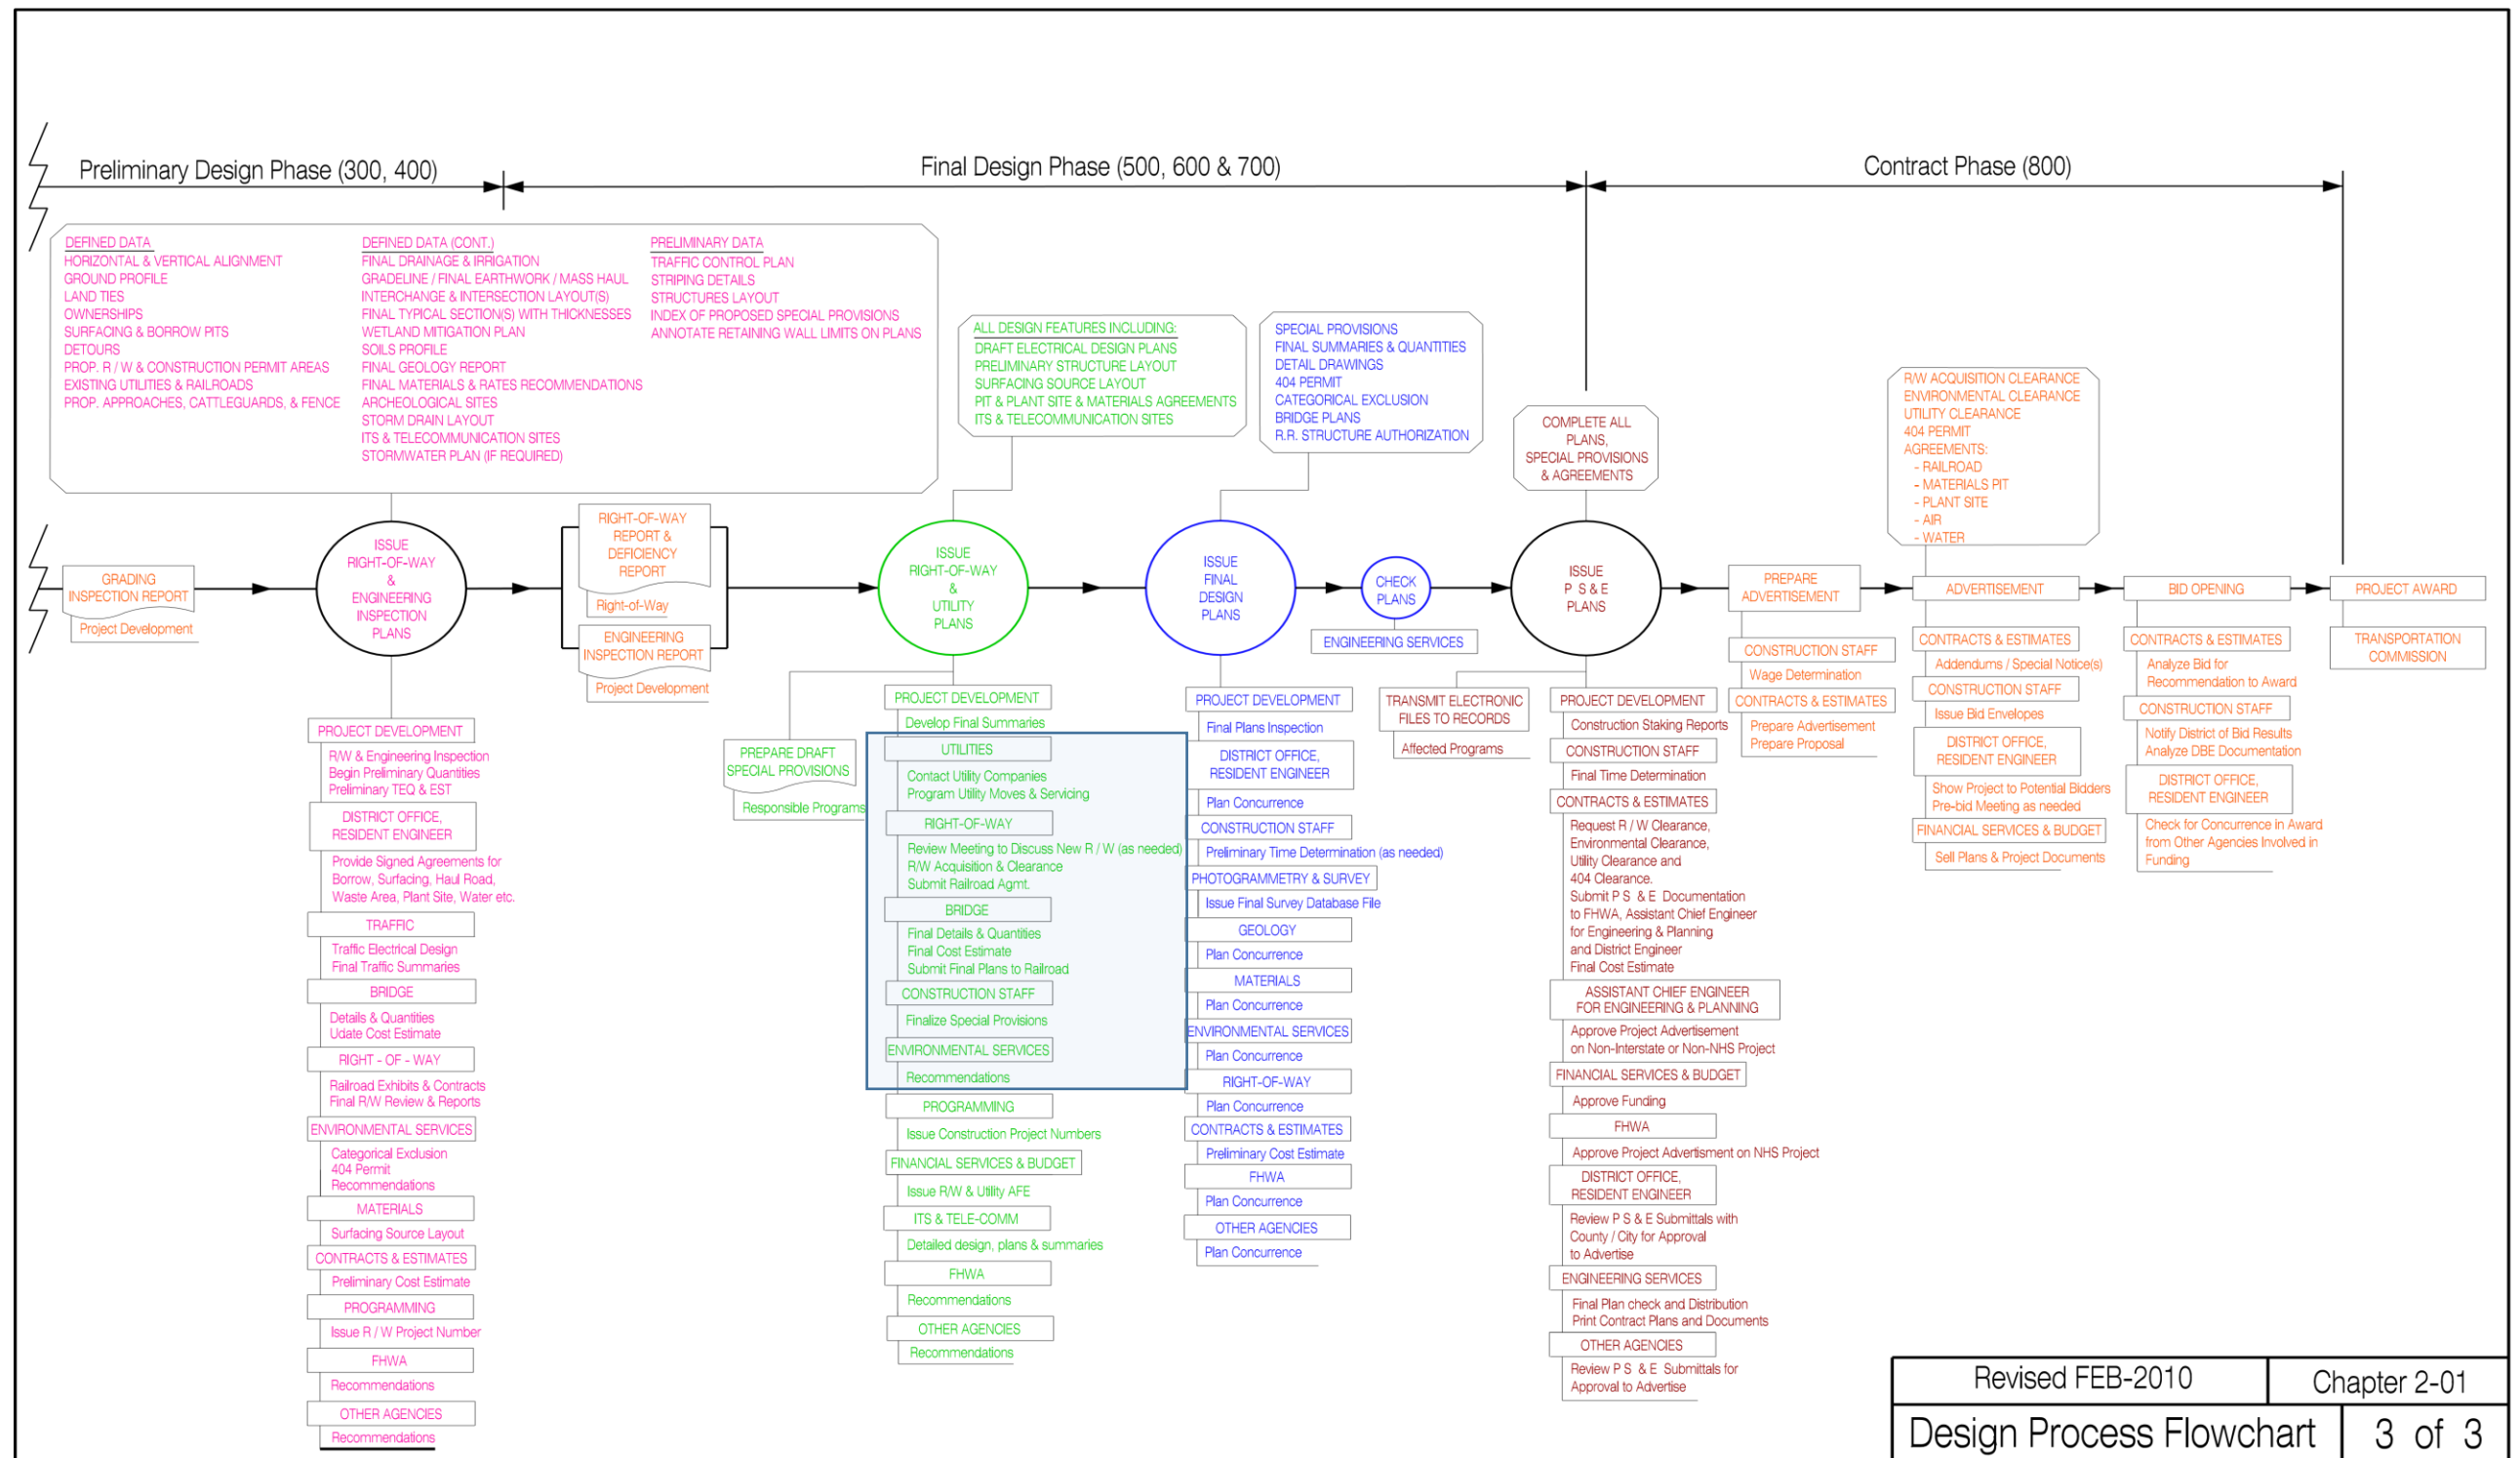 Preliminary Design Phase (300, 400)
Final Design Phase (500, 600 & 700)
Contract Phase (800)
DEFINED DATA
HORIZONTAL & VERTICAL ALIGNMENT
GROUND PROFILE
LAND TIES
OWNERSHIPS
SURFACING & BORROW PITS
DETOURS
PROP. R / W & CONSTRUCTION PERMIT AREAS
EXISTING UTILITIES & RAILROADS
PROP. APPROACHES, CATTLEGUARDS, & FENCE
DEFINED DATA (CONT.)
FINAL DRAINAGE & IRRIGATION
GRADELINE / FINAL EARTHWORK / MASS HAUL
INTERCHANGE & INTERSECTION LAYOUT(S)
FINAL TYPICAL SECTION(S) WITH THICKNESSES
WETLAND MITIGATION PLAN
SOILS PROFILE
FINAL GEOLOGY REPORT
FINAL MATERIALS & RATES RECOMMENDATIONS
ARCHEOLOGICAL SITES
STORM DRAIN LAYOUT
ITS & TELECOMMUNICATION SITES
STORMWATER PLAN (IF REQUIRED)
PRELIMINARY DATA
TRAFFIC CONTROL PLAN
STRIPING DETAILS
STRUCTURES LAYOUT
INDEX OF PROPOSED SPECIAL PROVISIONS
ANNOTATE RETAINING WALL LIMITS ON PLANS
ALL DESIGN FEATURES INCLUDING:
DRAFT ELECTRICAL DESIGN PLANS
PRELIMINARY STRUCTURE LAYOUT
SURFACING SOURCE LAYOUT
PIT & PLANT SITE & MATERIALS AGREEMENTS
ITS & TELECOMMUNICATION SITES
SPECIAL PROVISIONS
FINAL SUMMARIES & QUANTITIES
DETAIL DRAWINGS
404 PERMIT
CATEGORICAL EXCLUSION
BRIDGE PLANS
R.R. STRUCTURE AUTHORIZATION
COMPLETE ALL
PLANS,
SPECIAL PROVISIONS
& AGREEMENTS
R/W ACQUISITION CLEARANCE
ENVIRONMENTAL CLEARANCE
UTILITY CLEARANCE
404 PERMIT
AGREEMENTS:
- RAILROAD
- MATERIALS PIT
- PLANT SITE
- AIR
- WATER
GRADING
INSPECTION REPORT
Project Development
ISSUE
RIGHT-OF-WAY
&
ENGINEERING
INSPECTION
PLANS
RIGHT-OF-WAY
REPORT &
DEFICIENCY
REPORT
Right-of-Way
ENGINEERING
INSPECTION REPORT
Project Development
ISSUE
RIGHT-OF-WAY
&
UTILITY
PLANS
ISSUE
FINAL
DESIGN
PLANS
CHECK
PLANS
ENGINEERING SERVICES
ISSUE
P S & E
PLANS
PREPARE
ADVERTISEMENT
ADVERTISEMENT
BID OPENING
PROJECT AWARD
PROJECT DEVELOPMENT
R/W & Engineering Inspection
Begin Preliminary Quantities
Preliminary TEQ & EST
DISTRICT OFFICE,
RESIDENT ENGINEER
Provide Signed Agreements for
Borrow, Surfacing, Haul Road,
Waste Area, Plant Site, Water etc.
TRAFFIC
Traffic Electrical Design
Final Traffic Summaries
BRIDGE
Details & Quantities
Udate Cost Estimate
RIGHT - OF - WAY
Railroad Exhibits & Contracts
Final R/W Review & Reports
ENVIRONMENTAL SERVICES
Categorical Exclusion
404 Permit
Recommendations
MATERIALS
Surfacing Source Layout
CONTRACTS & ESTIMATES
Preliminary Cost Estimate
PROGRAMMING
Issue R / W Project Number
FHWA
Recommendations
OTHER AGENCIES
Recommendations
PREPARE DRAFT
SPECIAL PROVISIONS
Responsible Programs
PROJECT DEVELOPMENT
Develop Final Summaries
UTILITIES
Contact Utility Companies
Program Utility Moves & Servicing
RIGHT-OF-WAY
Review Meeting to Discuss New R / W (as needed)
R/W Acquisition & Clearance
Submit Railroad Agmt.
BRIDGE
Final Details & Quantities
Final Cost Estimate
Submit Final Plans to Railroad
CONSTRUCTION STAFF
Finalize Special Provisions
ENVIRONMENTAL SERVICES
Recommendations
PROGRAMMING
Issue Construction Project Numbers
FINANCIAL SERVICES & BUDGET
Issue R/W & Utility AFE
ITS & TELE-COMM
Detailed design, plans & summaries
FHWA
Recommendations
OTHER AGENCIES
Recommendations
PROJECT DEVELOPMENT
Final Plans Inspection
DISTRICT OFFICE,
RESIDENT ENGINEER
Plan Concurrence
CONSTRUCTION STAFF
Preliminary Time Determination (as needed)
PHOTOGRAMMETRY & SURVEY
Issue Final Survey Database File
GEOLOGY
Plan Concurrence
MATERIALS
Plan Concurrence
ENVIRONMENTAL SERVICES
Plan Concurrence
RIGHT-OF-WAY
Plan Concurrence
CONTRACTS & ESTIMATES
Preliminary Cost Estimate
FHWA
Plan Concurrence
OTHER AGENCIES
Plan Concurrence
TRANSMIT ELECTRONIC
FILES TO RECORDS
Affected Programs
PROJECT DEVELOPMENT
Construction Staking Reports
CONSTRUCTION STAFF
Final Time Determination
CONTRACTS & ESTIMATES
Request R / W Clearance,
Environmental Clearance,
Utility Clearance and
404 Clearance.
Submit P S & E Documentation
to FHWA, Assistant Chief Engineer
for Engineering & Planning
and District Engineer
Final Cost Estimate
ASSISTANT CHIEF ENGINEER
FOR ENGINEERING & PLANNING
Approve Project Advertisement
on Non-Interstate or Non-NHS Project
FINANCIAL SERVICES & BUDGET
Approve Funding
FHWA
Approve Project Advertisment on NHS Project
DISTRICT OFFICE,
RESIDENT ENGINEER
Review P S & E Submittals with
County / City for Approval
to Advertise
ENGINEERING SERVICES
Final Plan check and Distribution
Print Contract Plans and Documents
OTHER AGENCIES
Review P S & E Submittals for
Approval to Advertise
CONSTRUCTION STAFF
Wage Determination
CONTRACTS & ESTIMATES
Prepare Advertisement
Prepare Proposal
CONTRACTS & ESTIMATES
Addendums / Special Notice(s)
CONSTRUCTION STAFF
Issue Bid Envelopes
DISTRICT OFFICE,
RESIDENT ENGINEER
Show Project to Potential Bidders
Pre-bid Meeting as needed
FINANCIAL SERVICES & BUDGET
Sell Plans & Project Documents
CONTRACTS & ESTIMATES
Analyze Bid for
Recommendation to Award
CONSTRUCTION STAFF
Notify District of Bid Results
Analyze DBE Documentation
DISTRICT OFFICE,
RESIDENT ENGINEER
Check for Concurrence in Award
from Other Agencies Involved in
Funding
TRANSPORTATION
COMMISSION
Revised FEB-2010
Chapter 2-01
Design Process Flowchart
3 of 3